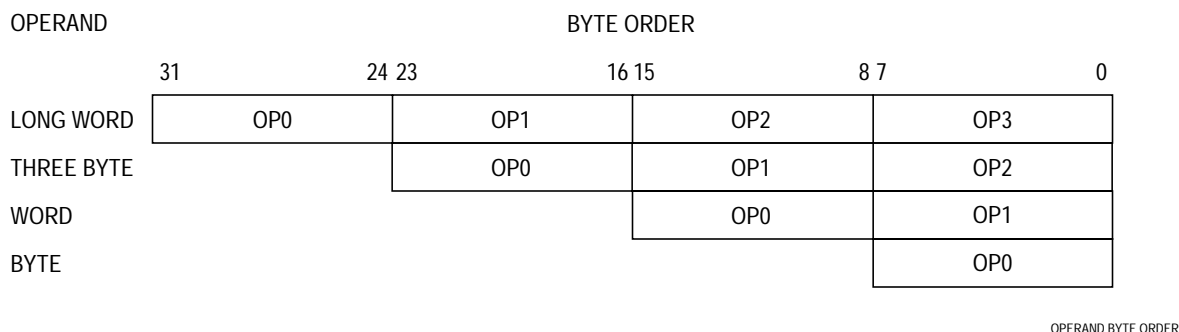 OPERAND BYTE ORDER
31 24 23 16 15 8 7 0
LONG WORD OP0 OP1 OP2 OP3
THREE BYTE OP0 OP1 OP2
WORD OP0 OP1
BYTE OP0
OPERAND BYTE ORDER